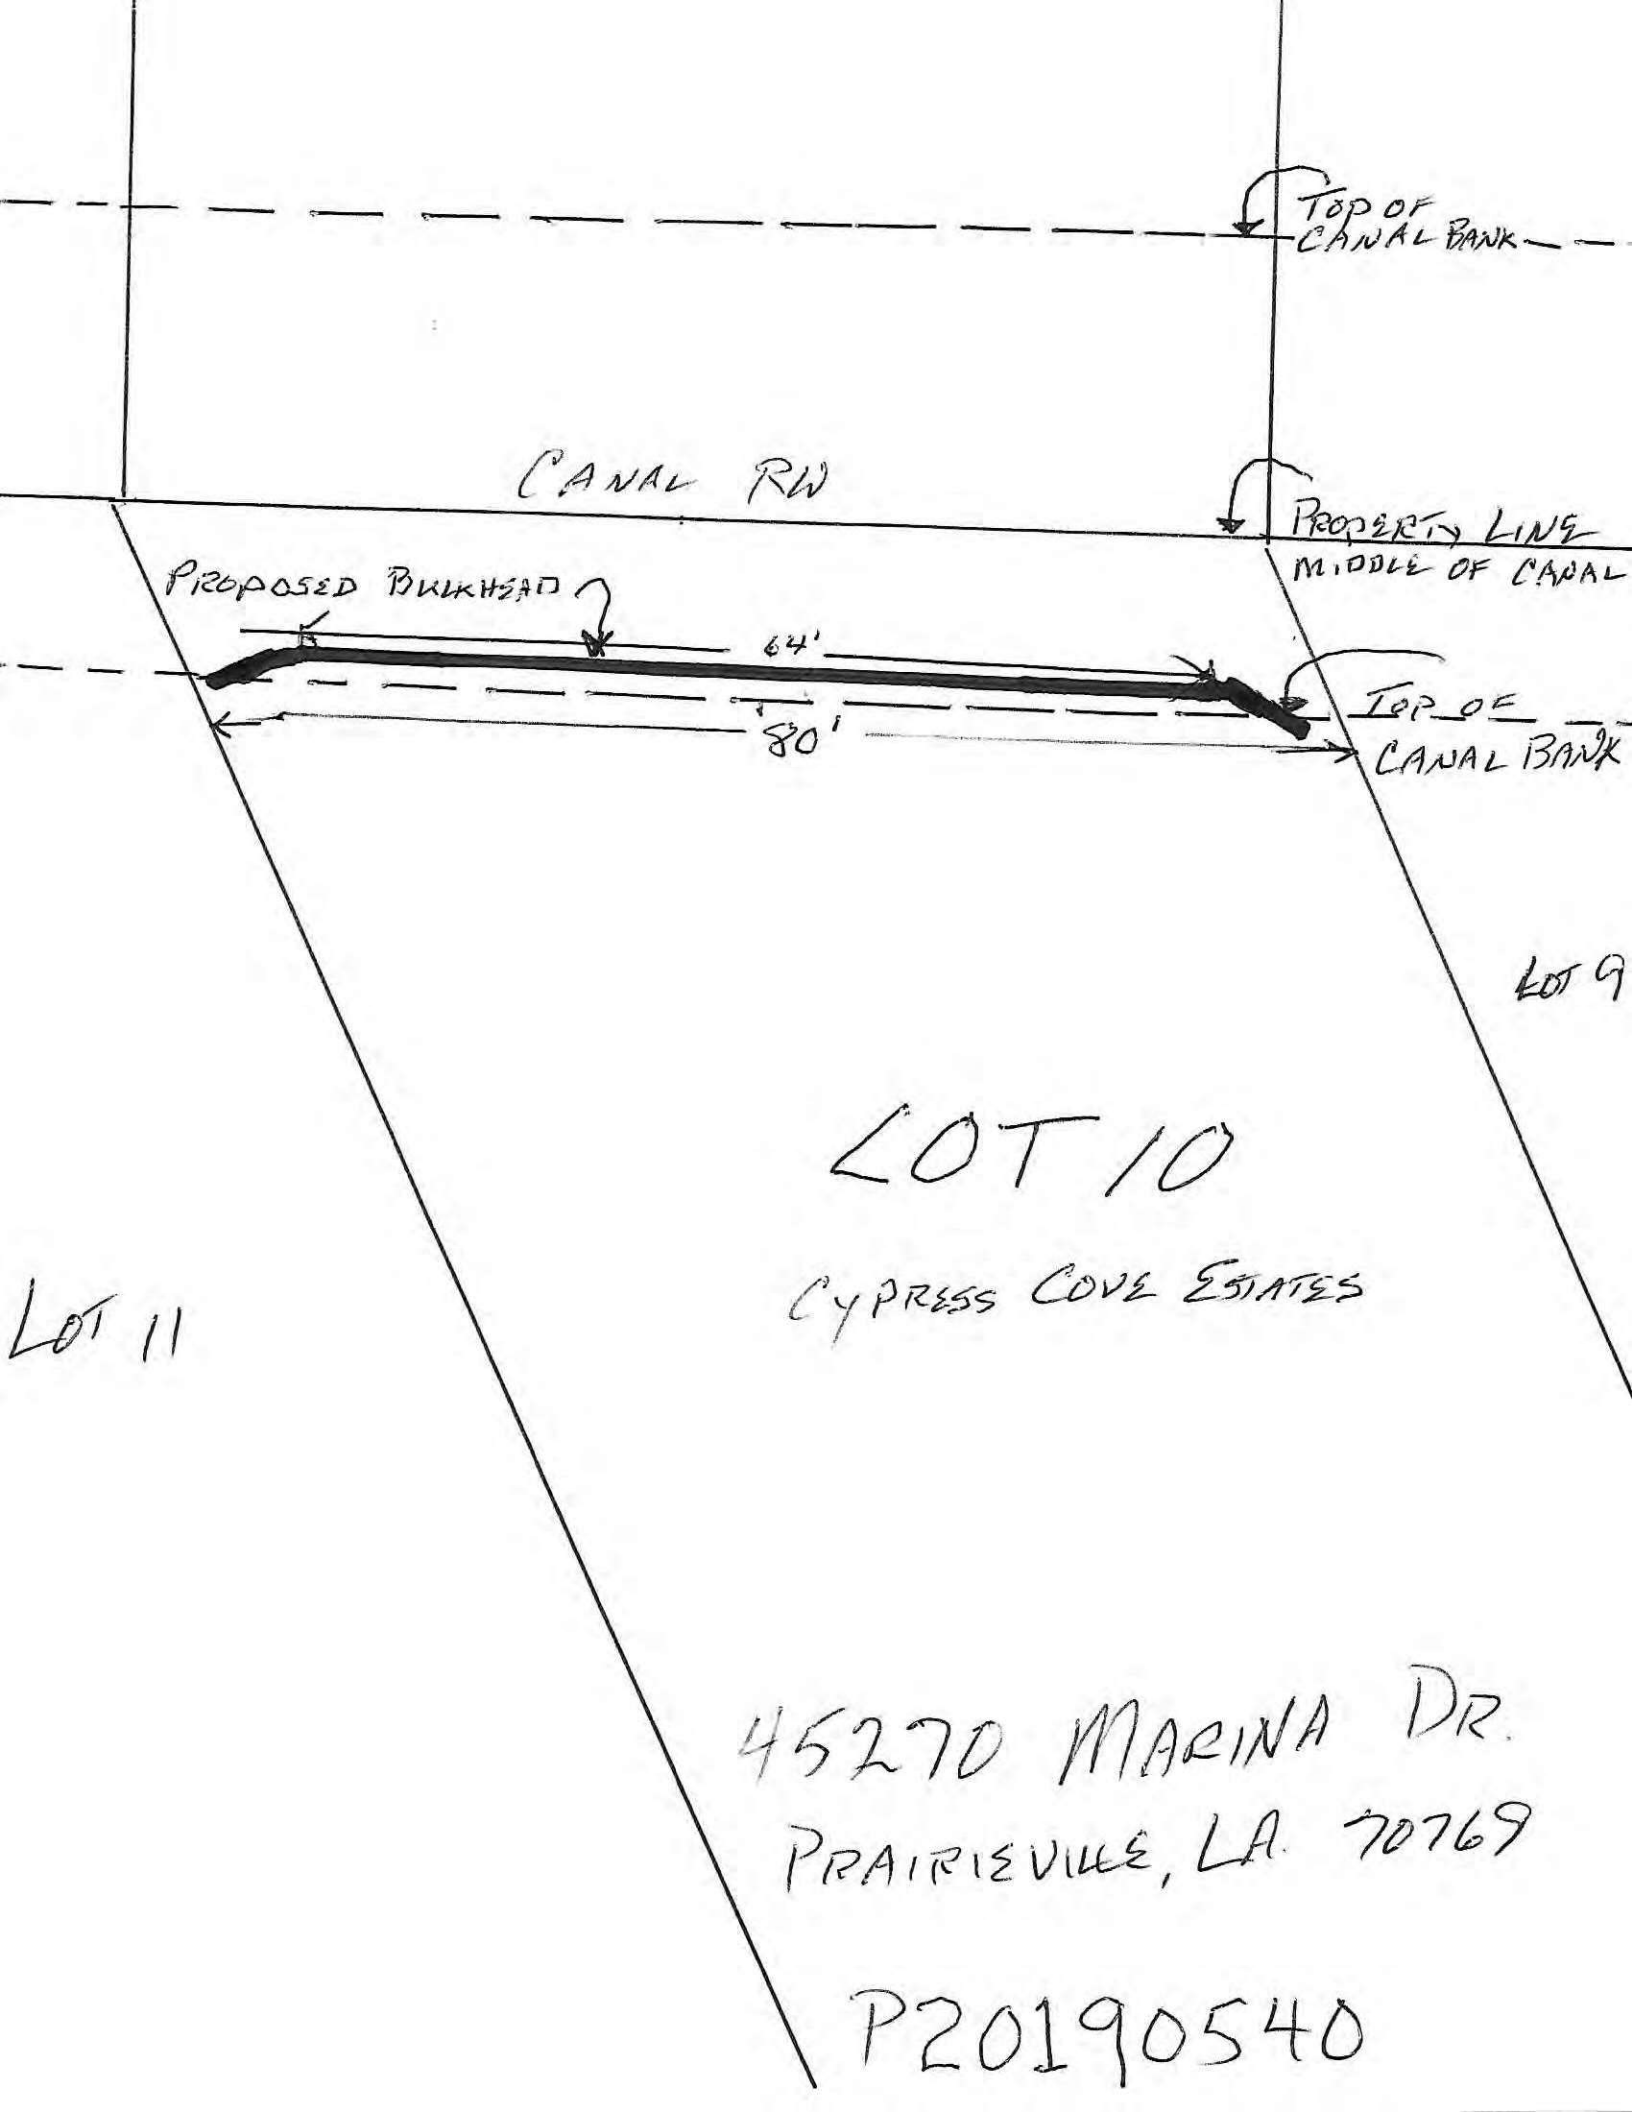 TOP OF
CANAL BANK
CANAL RW
PROPERTY LINE
MIDDLE OF CANAL
PROPOSED BULKHEAD
64'
TOP OF
CANAL BANK
80'
LOT 9
LOT 10
CYPRESS COVE ESTATES
LOT 11
45270 MARINA DR.
PRAIRIEVILLE, LA. 70769
P20190540